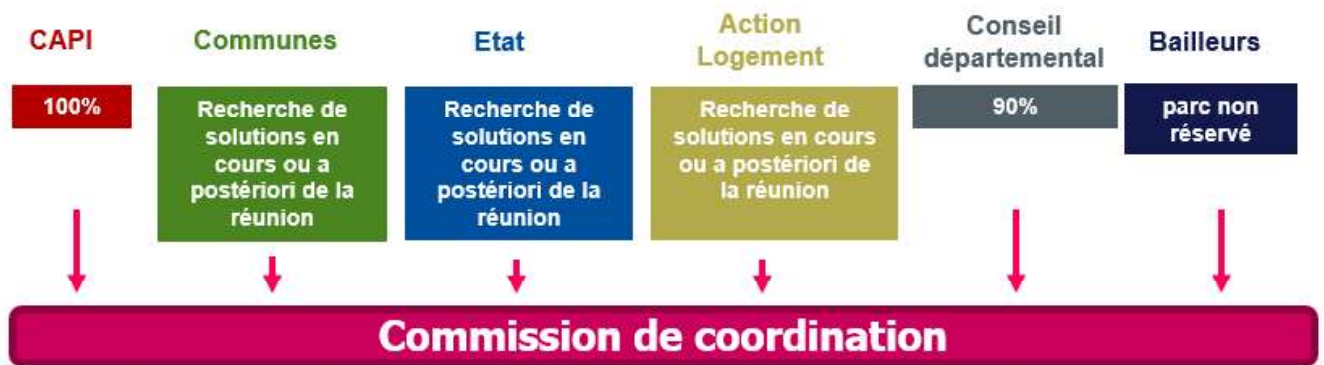 CAPI
100%
Communes
Recherche de
solutions en
cours ou a
postériori de la
réunion
Etat
Recherche de
solutions en
cours ou a
postériori de la
réunion
Action
Logement
Recherche de
solutions en cours
ou a postériori de
la réunion
Conseil
départemental
90%
Bailleurs
parc non
réservé
Commission de coordination